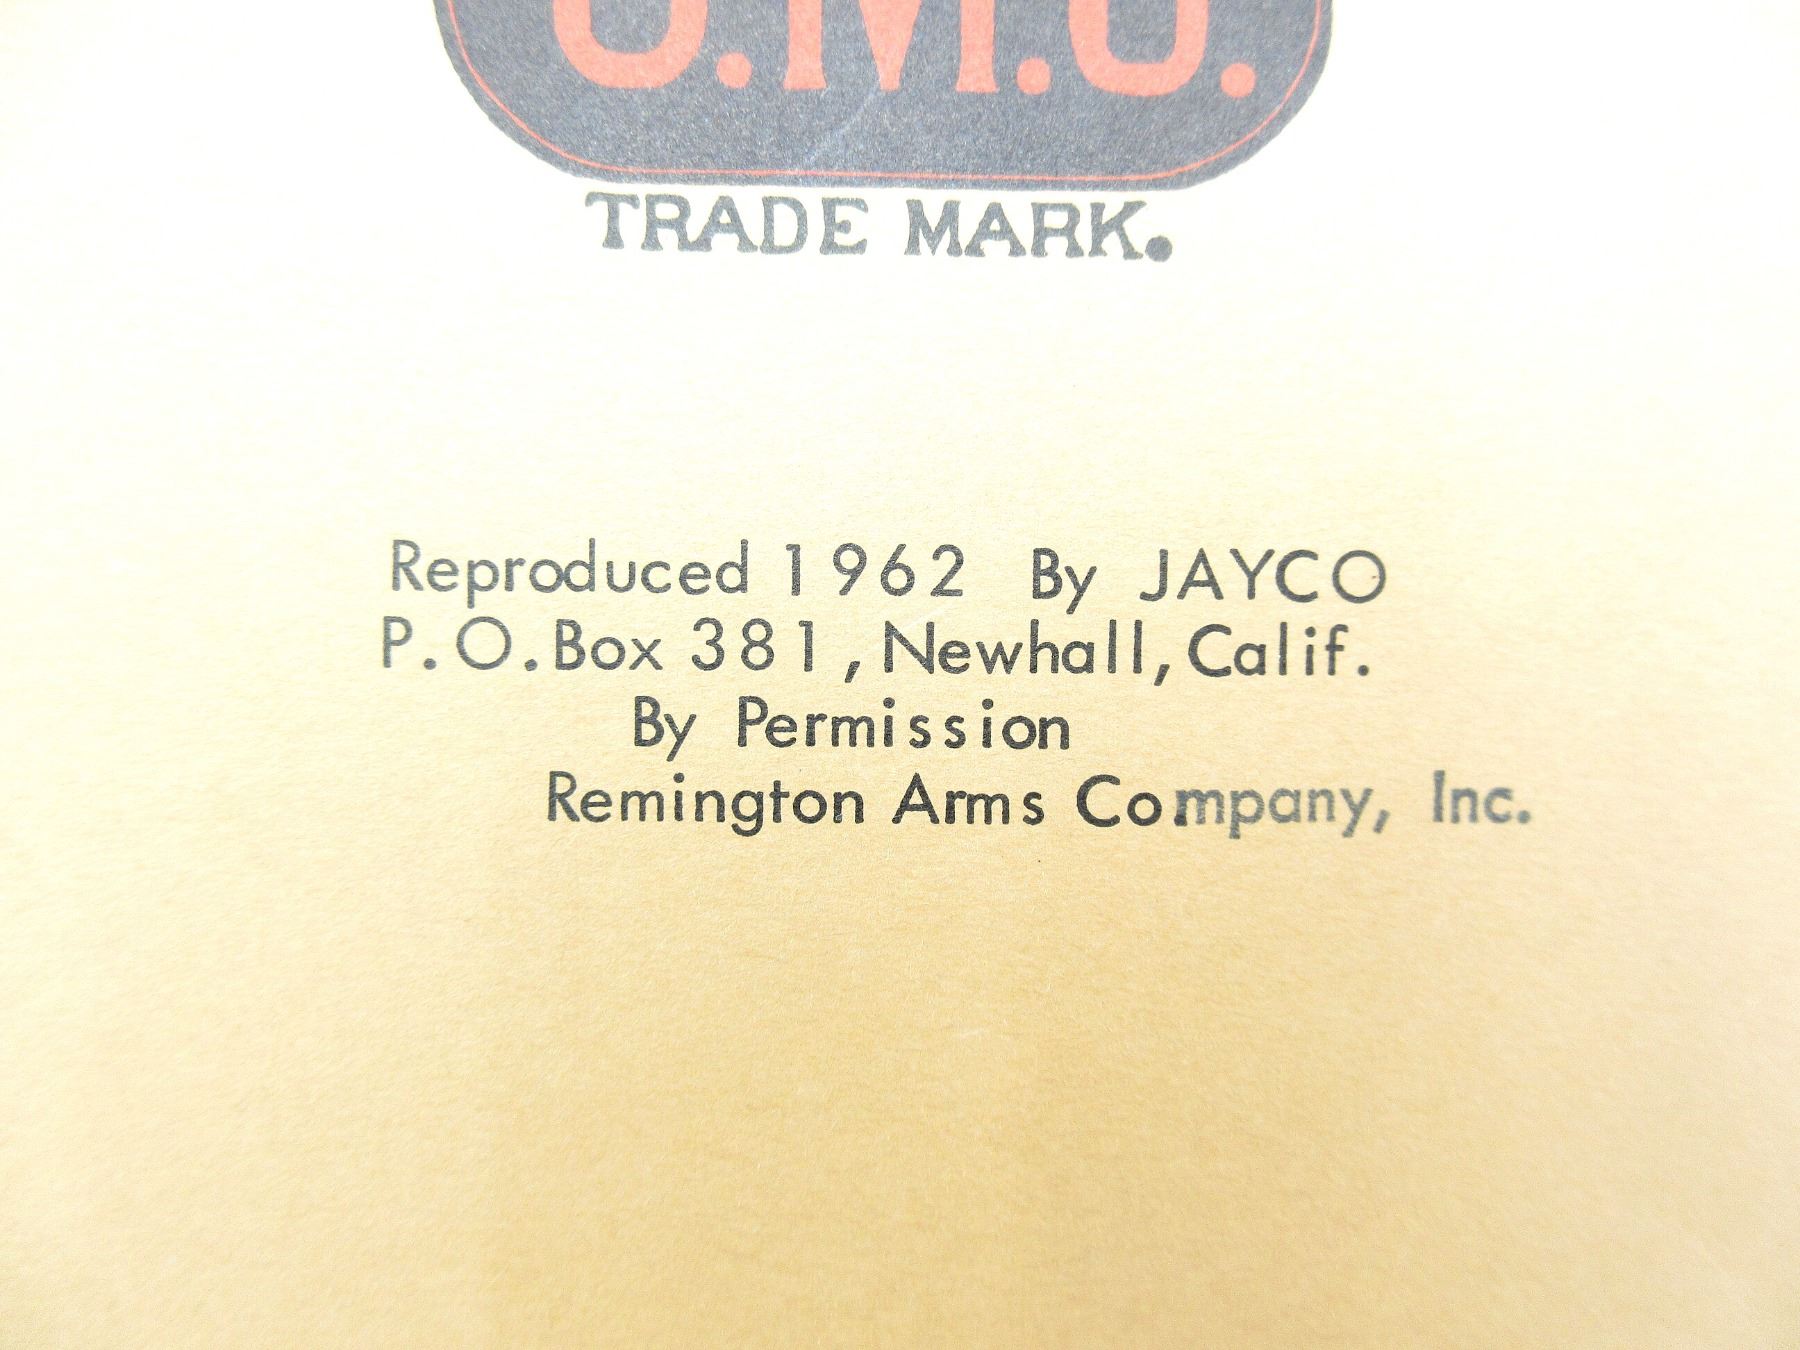 U.M.C.
TRADE MARK.
Reproduced 1962 By JAYCO
P.O. Box 381, Newhall, Calif.
By Permission
Remington Arms Company, Inc.